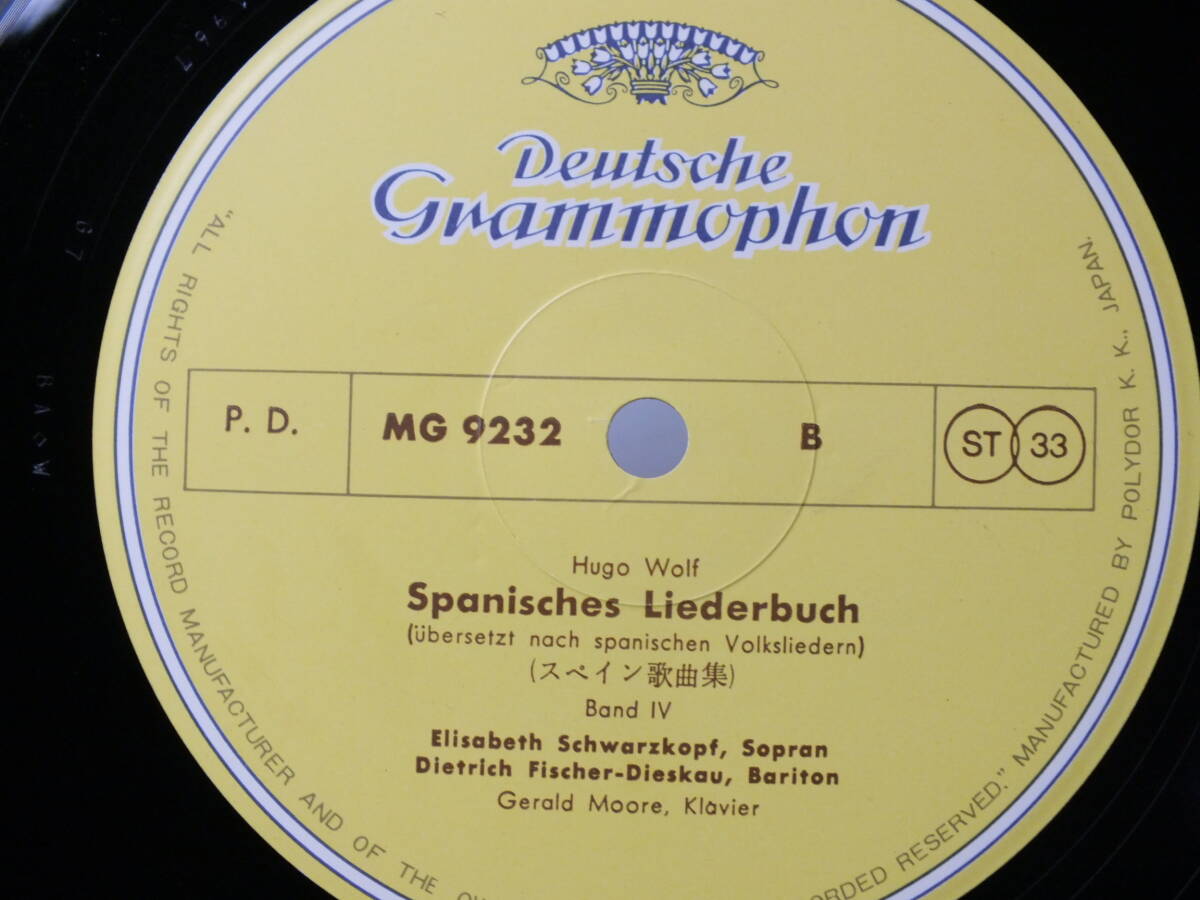 Deutsche
Grammophon
P. D.
MG 9232
B
ST 33
Hugo Wolf
Spanisches Liederbuch
(übersetzt nach spanischen Volksliedern)
(スペイン歌曲集)
Band IV
Elisabeth Schwarzkopf, Sopran
Dietrich Fischer-Dieskau, Bariton
Gerald Moore, Klavier
"ALL RIGHTS OF THE RECORD MANUFACTURER AND OF THE
RESERVED." MANUFACTURED BY POLYDOR K. K., JAPAN.